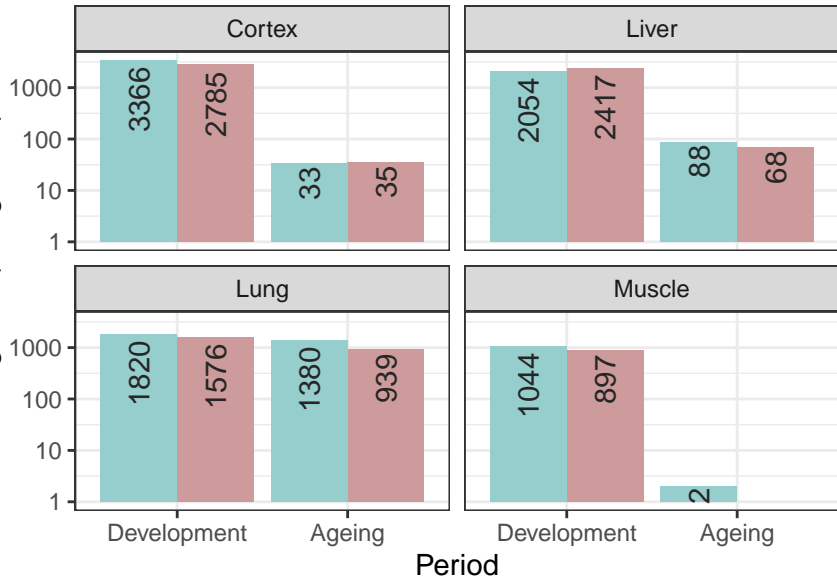 Cortex
Liver
1000
100
10
1
3366
2785
33
35
2054
2417
88
68
Lung
Muscle
1000
100
10
1
1820
1576
1380
939
1044
897
2
Development
Ageing
Development
Ageing
Period